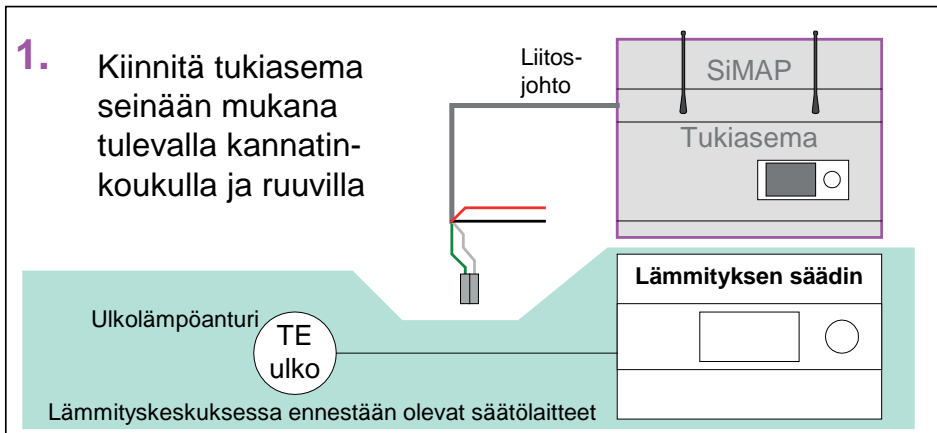 1.
Kiinnitä tukiasema
seinään mukana
tulevalla kannatin-
koukulla ja ruuvilla
Liitos-
johto
SiMAP
Tukiasema
Lämmityksen säädin
Ulkolämpöanturi
TE
ulko
Lämmityskeskuksessa ennestään olevat säätölaitteet